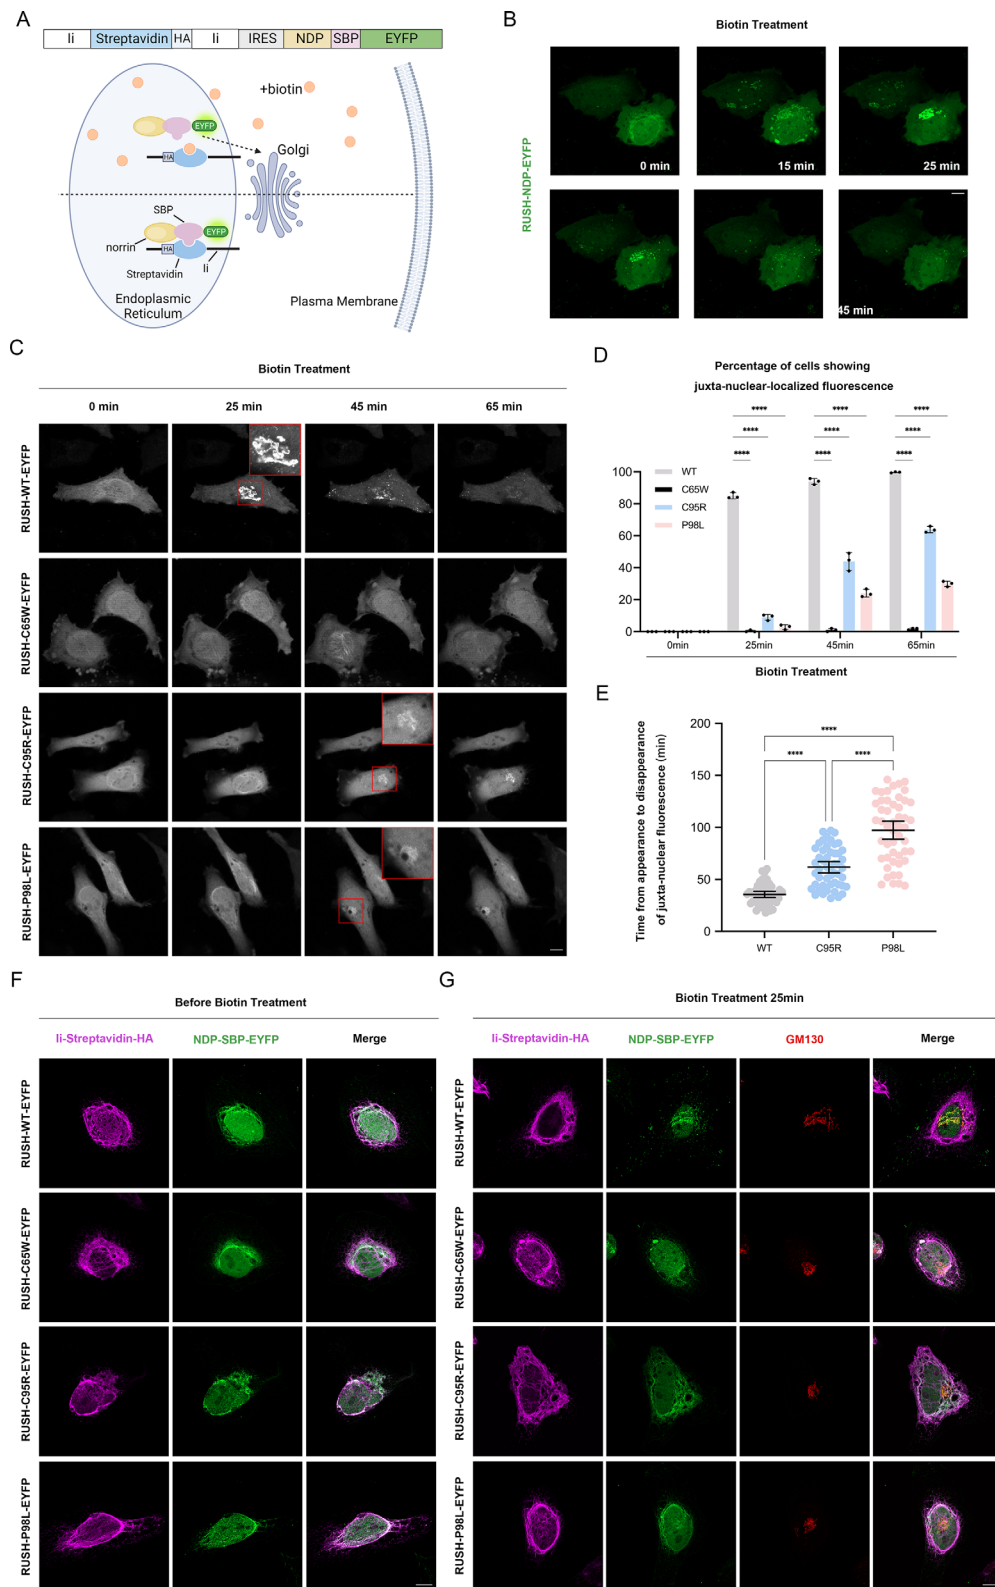 A
Ii Streptavidin HA Ii IRES NDP SBP EYFP
+biotin
EYFP
HA
Golgi
SBP
EYFP
norrin
HA
Ii
Streptavidin
Endoplasmic
Reticulum
Plasma Membrane
B
Biotin Treatment
RUSH-NDP-EYFP
0 min 15 min 25 min
45 min
C
Biotin Treatment
0 min 25 min 45 min 65 min
RUSH-WT-EYFP
RUSH-C65W-EYFP
RUSH-C95R-EYFP
RUSH-P98L-EYFP
D
Percentage of cells showing
juxta-nuclear-localized fluorescence
**** **** ****
**** **** ****
**** **** ****
WT
C65W
C95R
P98L
100
80
60
40
20
0
0min 25min 45min 65min
Biotin Treatment
E
Time from appearance to disappearance
of juxta-nuclear fluorescence (min)
200
150
100
50
0
****
**** ****
WT C95R P98L
F
Before Biotin Treatment
Ii-Streptavidin-HA NDP-SBP-EYFP Merge
RUSH-WT-EYFP
RUSH-C65W-EYFP
RUSH-C95R-EYFP
RUSH-P98L-EYFP
G
Biotin Treatment 25min
Ii-Streptavidin-HA NDP-SBP-EYFP GM130 Merge
RUSH-WT-EYFP
RUSH-C65W-EYFP
RUSH-C95R-EYFP
RUSH-P98L-EYFP